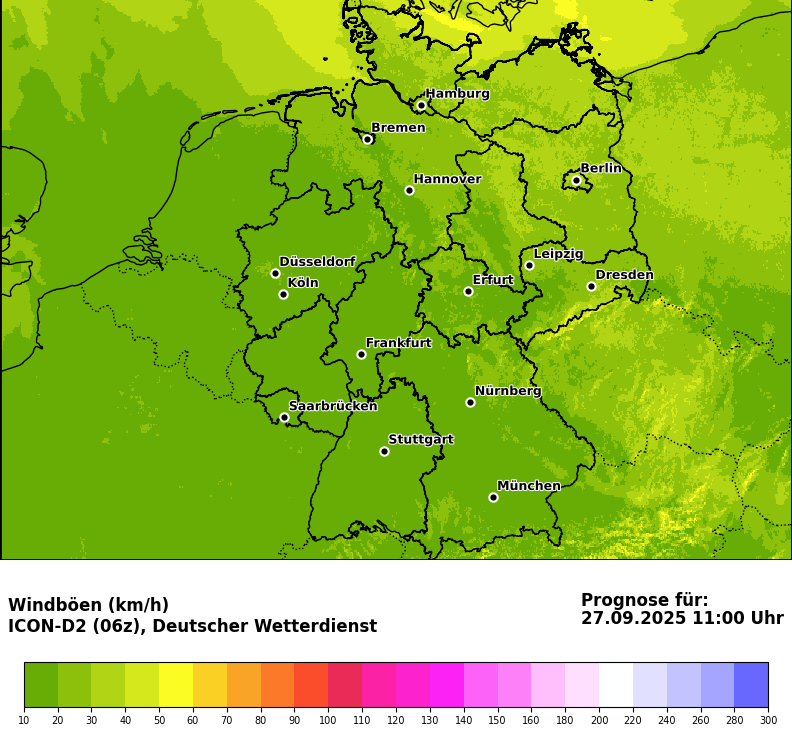 Hamburg
Bremen
Berlin
Hannover
Leipzig
Düsseldorf
Dresden
Köln
Erfurt
Frankfurt
Nürnberg
Saarbrücken
Stuttgart
München
Windböen (km/h)
ICON-D2 (06z), Deutscher Wetterdienst
Prognose für:
27.09.2025 11:00 Uhr
10 20 30 40 50 60 70 80 90 100 110 120 130 140 150 160 180 200 220 240 260 280 300